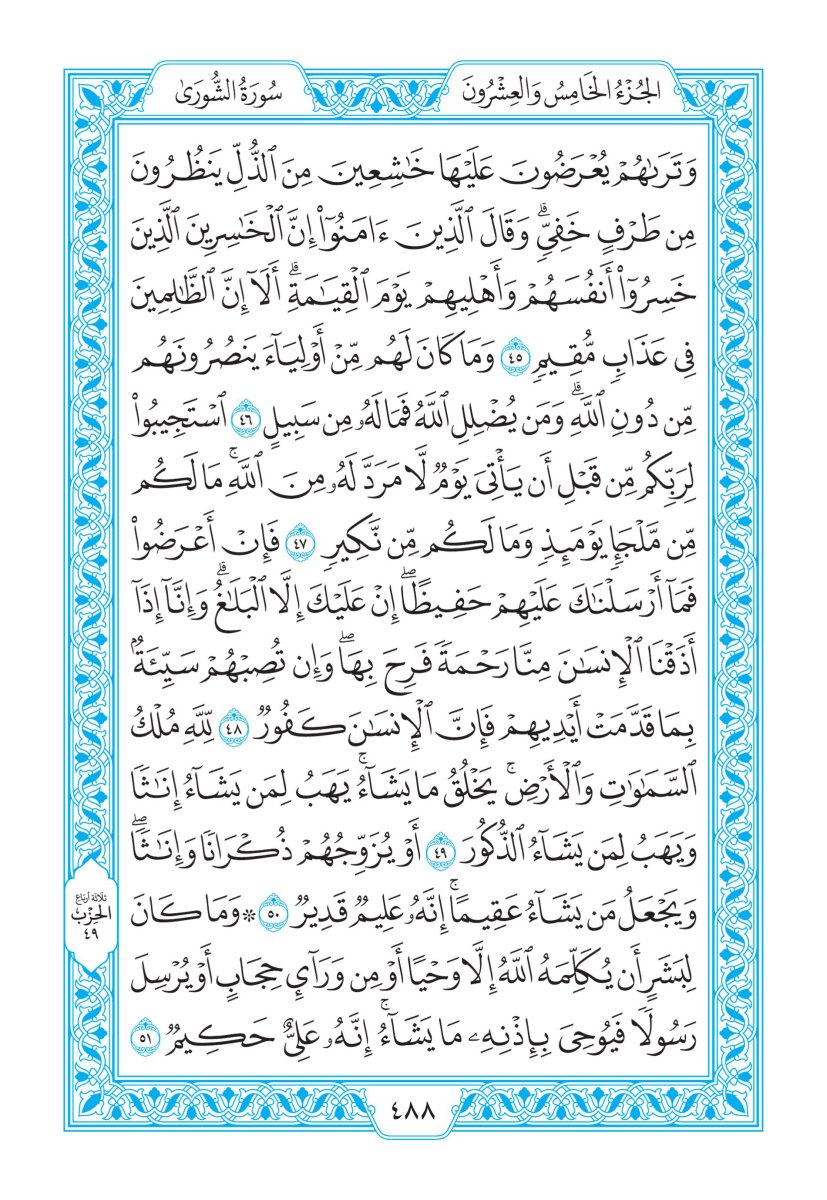 الجُزْءُ الخَامِسُ وَالعِشْرُونَ
سُورَةُ الشُّورَىٰ
وَتَرَىٰهُمْ يُعْرَضُونَ عَلَيْهَا خَٰشِعِينَ مِنَ ٱلذُّلِّ يَنظُرُونَ
مِن طَرْفٍ خَفِيٍّۗ وَقَالَ ٱلَّذِينَ ءَامَنُوٓا۟ إِنَّ ٱلْخَٰسِرِينَ ٱلَّذِينَ
خَسِرُوٓا۟ أَنفُسَهُمْ وَأَهْلِيهِمْ يَوْمَ ٱلْقِيَٰمَةِۗ أَلَآ إِنَّ ٱلظَّٰلِمِينَ
فِى عَذَابٍ مُّقِيمٍ ٤٥ وَمَا كَانَ لَهُم مِّنْ أَوْلِيَآءَ يَنصُرُونَهُم
مِّن دُونِ ٱللَّهِۗ وَمَن يُضْلِلِ ٱللَّهُ فَمَا لَهُۥ مِن سَبِيلٍ ٤٦ ٱسْتَجِيبُوا۟
لِرَبِّكُم مِّن قَبْلِ أَن يَأْتِىَ يَوْمٌ لَّا مَرَدَّ لَهُۥ مِنَ ٱللَّهِۚ مَا لَكُم
مِّن مَّلْجَإٍ يَوْمَئِذٍ وَمَا لَكُم مِّن نَّكِيرٍ ٤٧ فَإِنْ أَعْرَضُوا۟
فَمَآ أَرْسَلْنَٰكَ عَلَيْهِمْ حَفِيظًاۖ إِنْ عَلَيْكَ إِلَّا ٱلْبَلَٰغُۗ وَإِنَّآ إِذَآ
أَذَقْنَا ٱلْإِنسَٰنَ مِنَّا رَحْمَةً فَرِحَ بِهَاۖ وَإِن تُصِبْهُمْ سَيِّئَةٌۢ
بِمَا قَدَّمَتْ أَيْدِيهِمْ فَإِنَّ ٱلْإِنسَٰنَ كَفُورٌ ٤٨ لِّلَّهِ مُلْكُ
ٱلسَّمَٰوَٰتِ وَٱلْأَرْضِۚ يَخْلُقُ مَا يَشَآءُۚ يَهَبُ لِمَن يَشَآءُ إِنَٰثًا
وَيَهَبُ لِمَن يَشَآءُ ٱلذُّكُورَ ٤٩ أَوْ يُزَوِّجُهُمْ ذُكْرَانًا وَإِنَٰثًاۖ
وَيَجْعَلُ مَن يَشَآءُ عَقِيمًاۚ إِنَّهُۥ عَلِيمٌ قَدِيرٌ ٥٠ * وَمَا كَانَ
لِبَشَرٍ أَن يُكَلِّمَهُ ٱللَّهُ إِلَّا وَحْيًا أَوْ مِن وَرَآئِ حِجَابٍ أَوْ يُرْسِلَ
رَسُولًا فَيُوحِىَ بِإِذْنِهِۦ مَا يَشَآءُۚ إِنَّهُۥ عَلِىٌّ حَكِيمٌ ٥١
ثلاثة أرباع
الحِزْبِ
٤٩
٤٨٨